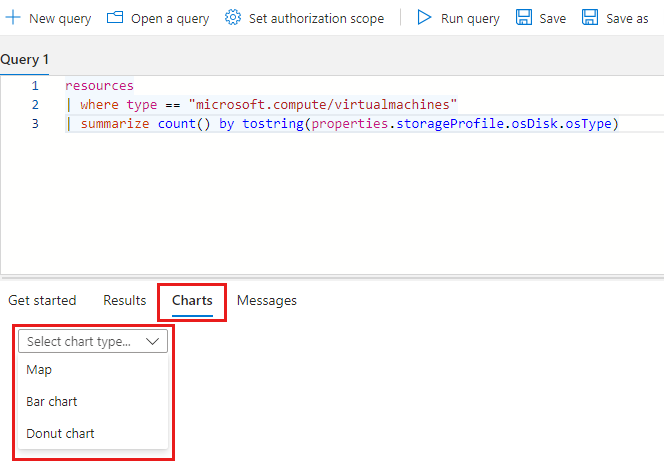 New query Open a query Set authorization scope Run query Save Save as
Query 1
1 resources
2 | where type == "microsoft.compute/virtualmachines"
3 | summarize count() by tostring(properties.storageProfile.osDisk.osType)
Get started Results Charts Messages
Select chart type...
Map
Bar chart
Donut chart